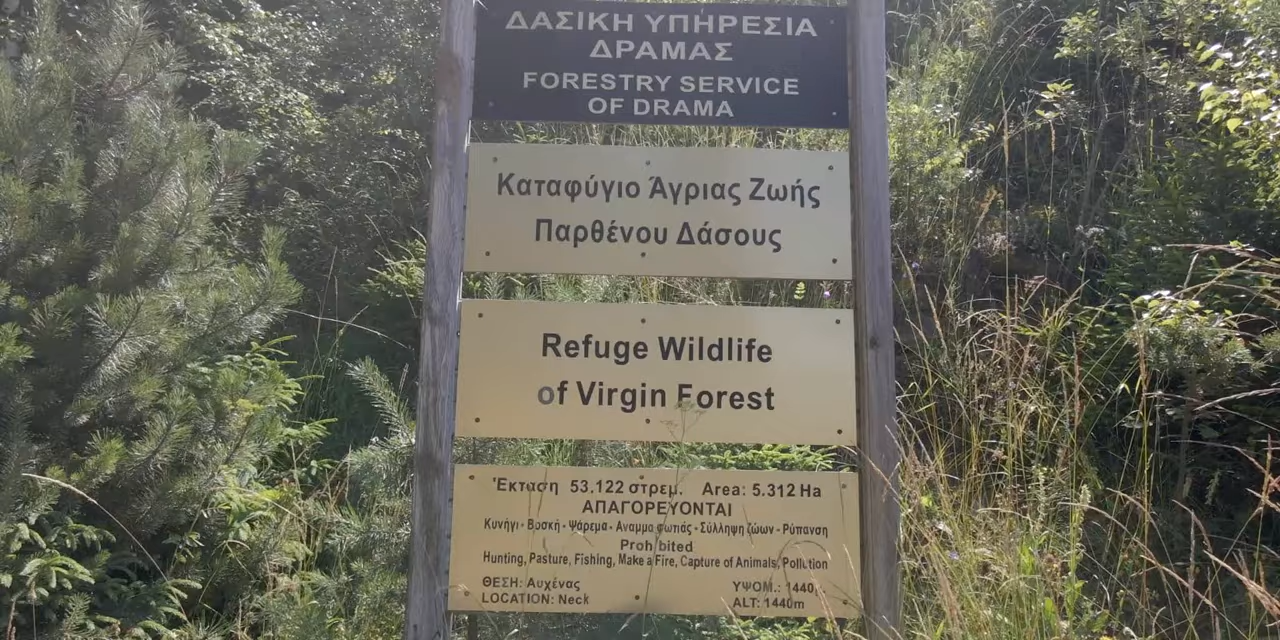 ΔΑΣΙΚΗ ΥΠΗΡΕΣΙΑ
ΔΡΑΜΑΣ
FORESTRY SERVICE
OF DRAMA
Καταφύγιο Άγριας Ζωής
Παρθένου Δάσους
Refuge Wildlife
of Virgin Forest
Έκταση 53,122 στρεμ. Area: 5.312 Ha
ΑΠΑΓΟΡΕΥΟΝΤΑΙ
Κυνήγι - Βοσκή - Ψάρεμα - Αναμμα φωτιάς - Σύλληψη ζώων - Ρύπανση
Prohibited
Hunting, Pasture, Fishing, Make a Fire, Capture of Animals, Pollution
ΘΕΣΗ: Αυχένας ΥΨΟΜ.: 1440
LOCATION: Neck ALT: 1440m